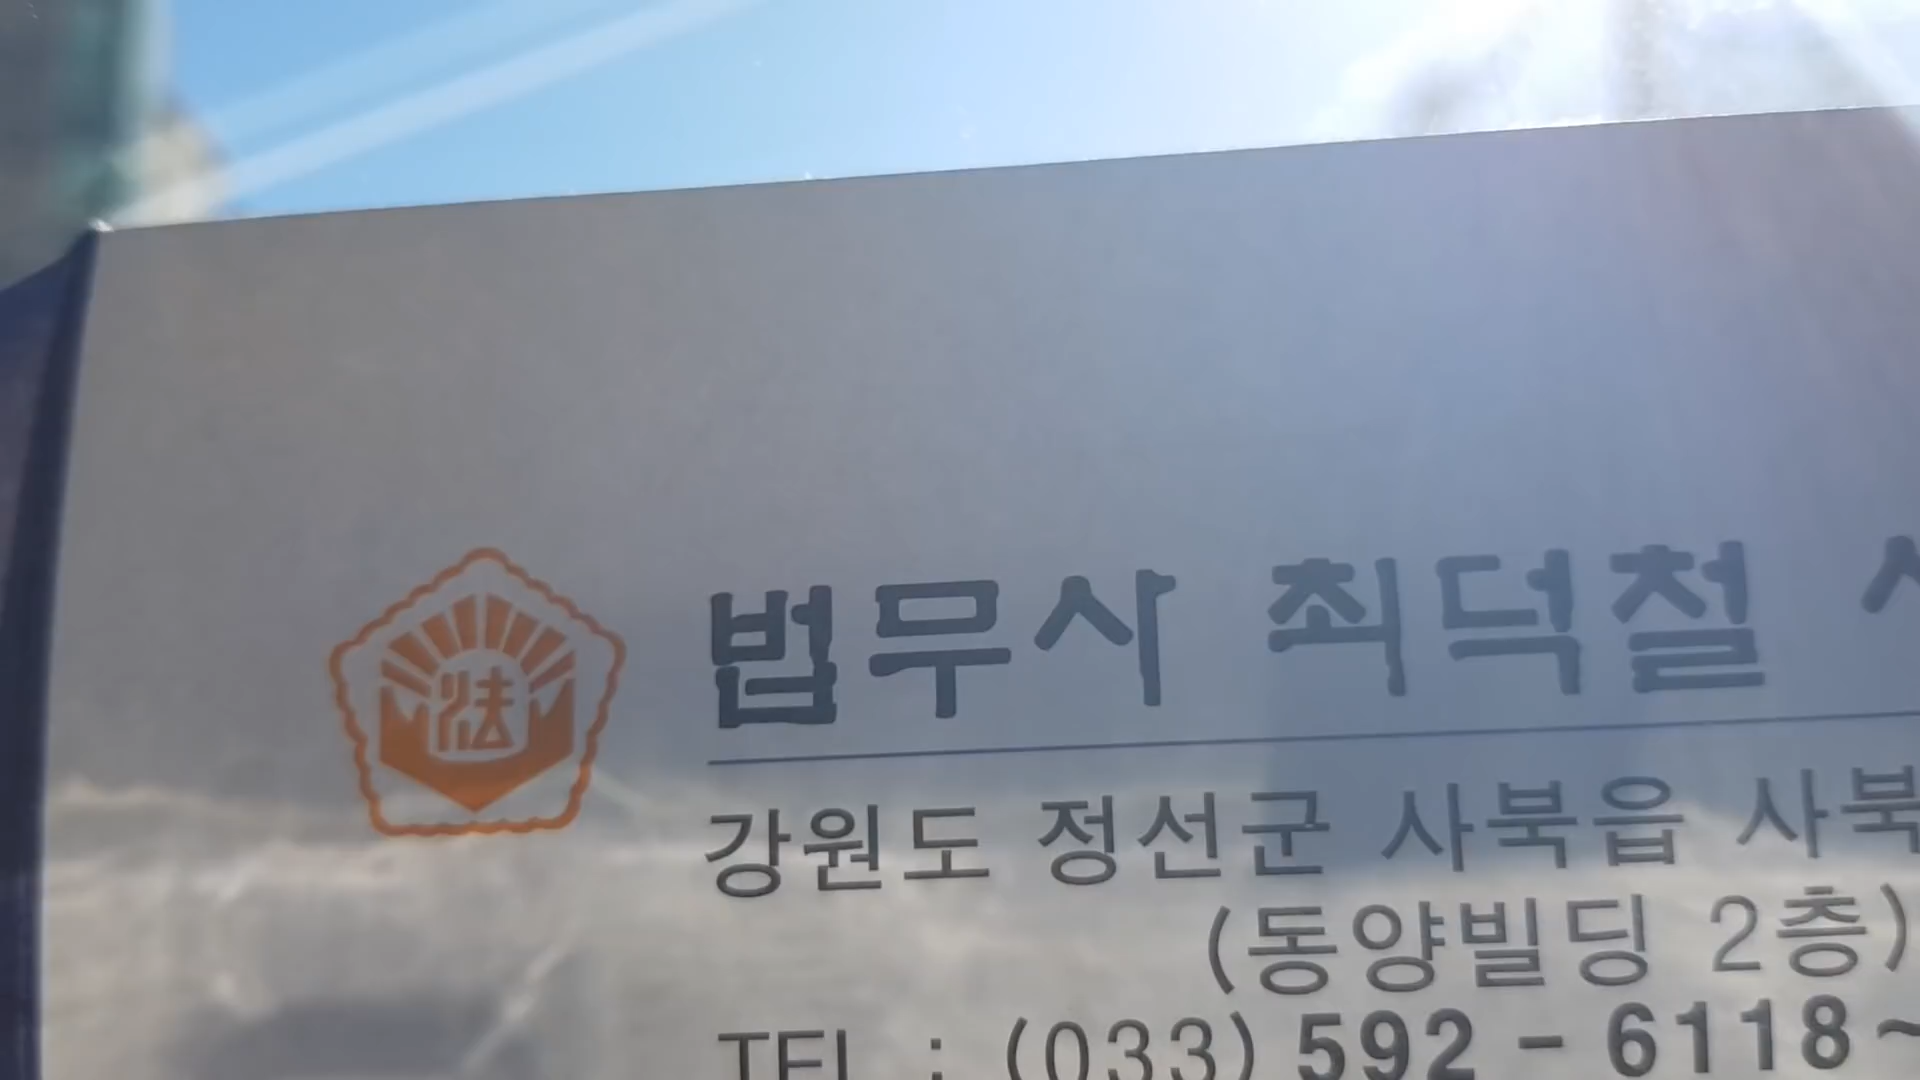 法
법무사 최덕철
강원도 정선군 사북읍 사북
(동양빌딩 2층)
TEL : (033) 592-6118~